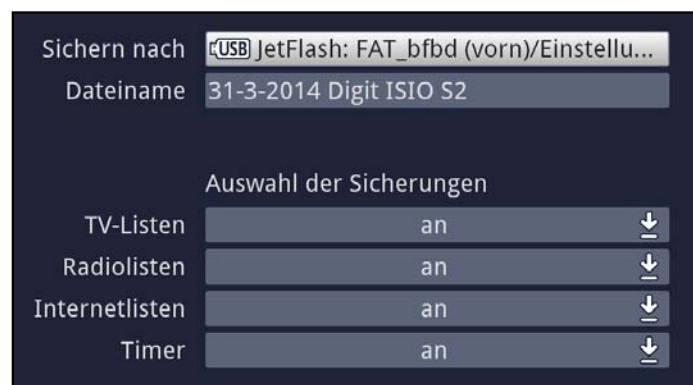 Sichern nach USB JetFlash: FAT_bfbd (vorn)/Einstellu...
Dateiname 31-3-2014 Digit ISIO S2
Auswahl der Sicherungen
TV-Listen an
Radiolisten an
Internetlisten an
Timer an